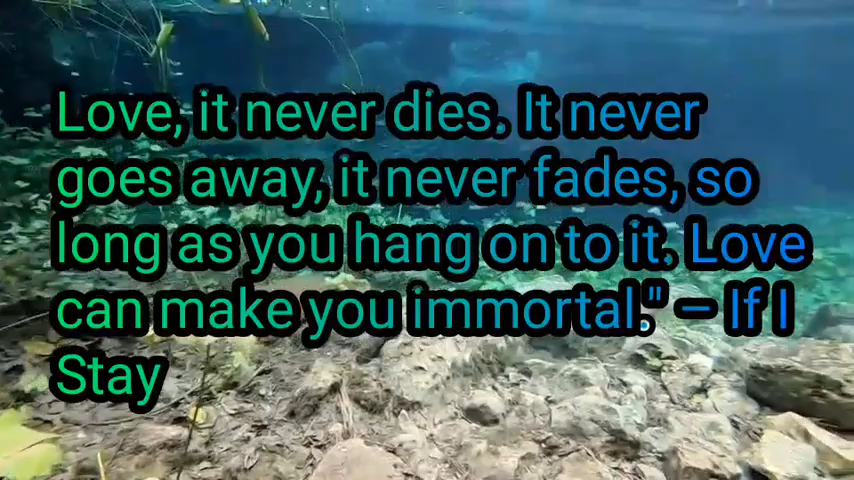 Love, it never dies. It never
goes away, it never fades, so
long as you hang on to it. Love
can make you immortal." – If I
Stay